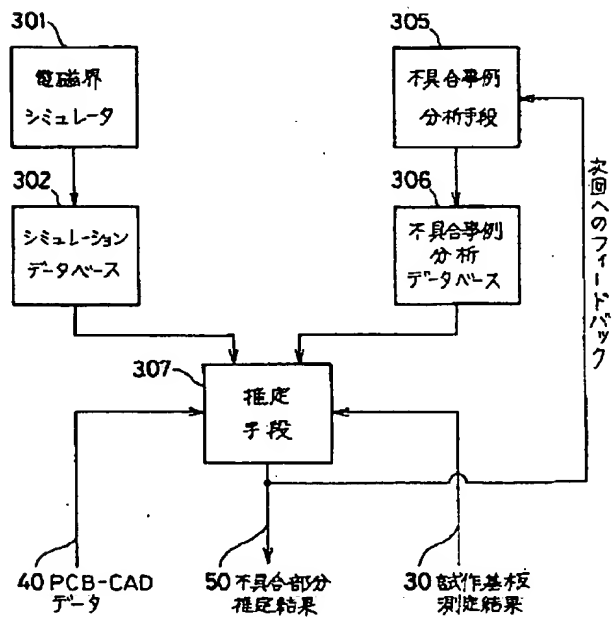 301
電磁界
シミュレータ
305
不具合事例
分析手段
302
シミュレーション
データベース
306
不具合事例
分析
データベース
次回へのフィードバック
307
推定
手段
40 PCB-CAD
データ
50 不具合部分
推定結果
30 試作基板
測定結果